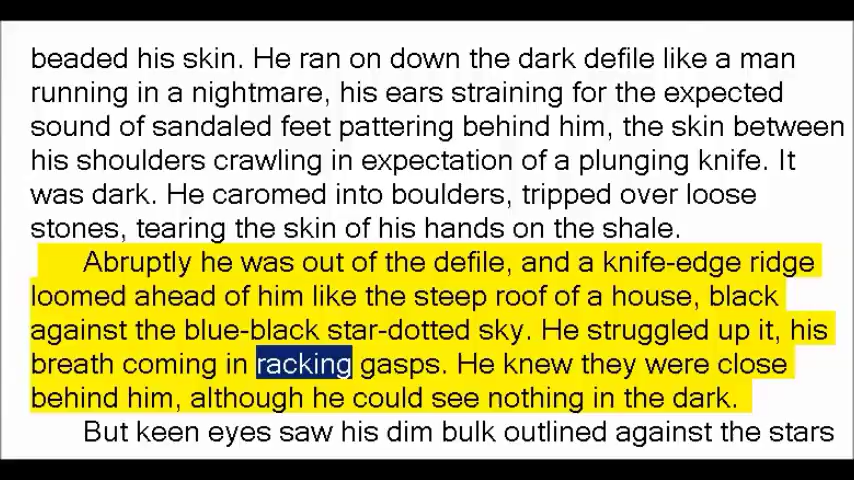 beaded his skin. He ran on down the dark defile like a man
running in a nightmare, his ears straining for the expected
sound of sandaled feet pattering behind him, the skin between
his shoulders crawling in expectation of a plunging knife. It
was dark. He caromed into boulders, tripped over loose
stones, tearing the skin of his hands on the shale.
Abruptly he was out of the defile, and a knife-edge ridge
loomed ahead of him like the steep roof of a house, black
against the blue-black star-dotted sky. He struggled up it, his
breath coming in racking gasps. He knew they were close
behind him, although he could see nothing in the dark.
But keen eyes saw his dim bulk outlined against the stars